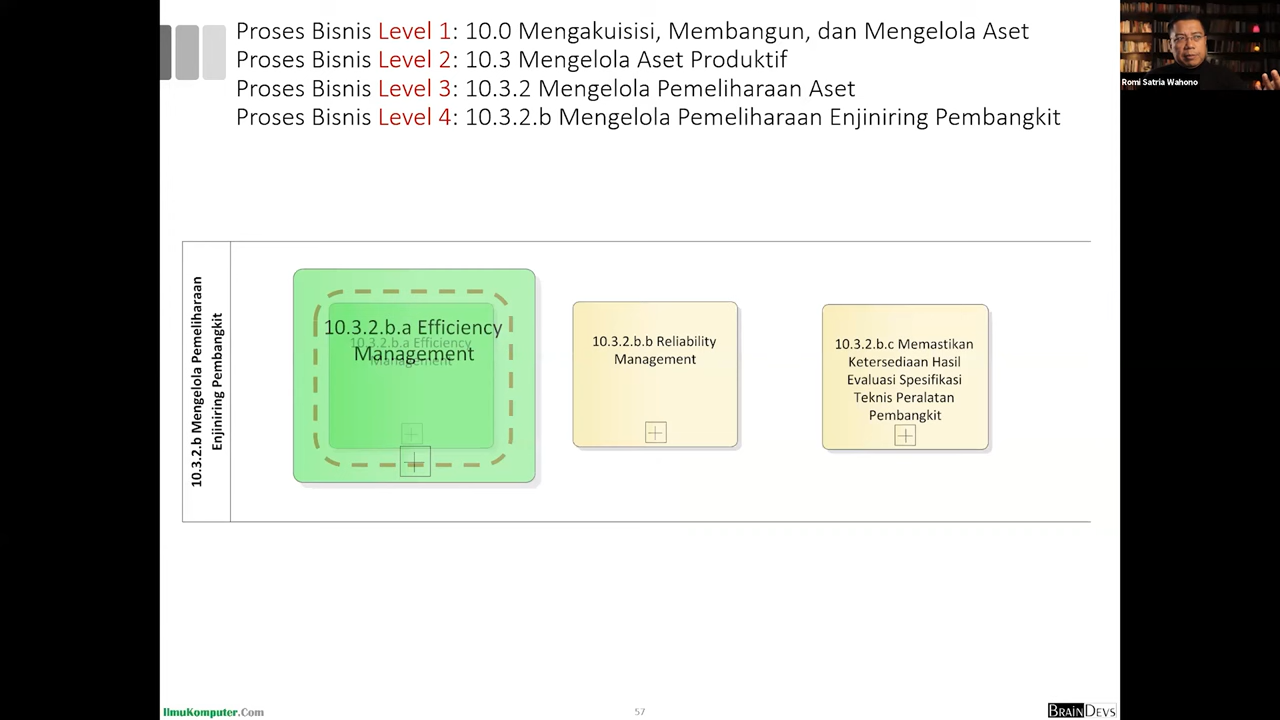 Proses Bisnis Level 1: 10.0 Mengakuisisi, Membangun, dan Mengelola Aset
Proses Bisnis Level 2: 10.3 Mengelola Aset Produktif
Proses Bisnis Level 3: 10.3.2 Mengelola Pemeliharaan Aset
Proses Bisnis Level 4: 10.3.2.b Mengelola Pemeliharaan Enjiniring Pembangkit
Romi Satria Wahono
10.3.2.b Mengelola Pemeliharaan
Enjiniring Pembangkit
10.3.2.b.a Efficiency
Management
10.3.2.b.a Efficiency
Management
10.3.2.b.b Reliability
Management
10.3.2.b.c Memastikan
Ketersediaan Hasil
Evaluasi Spesifikasi
Teknis Peralatan
Pembangkit
IlmuKomputer.Com
57
BRAINDEVS